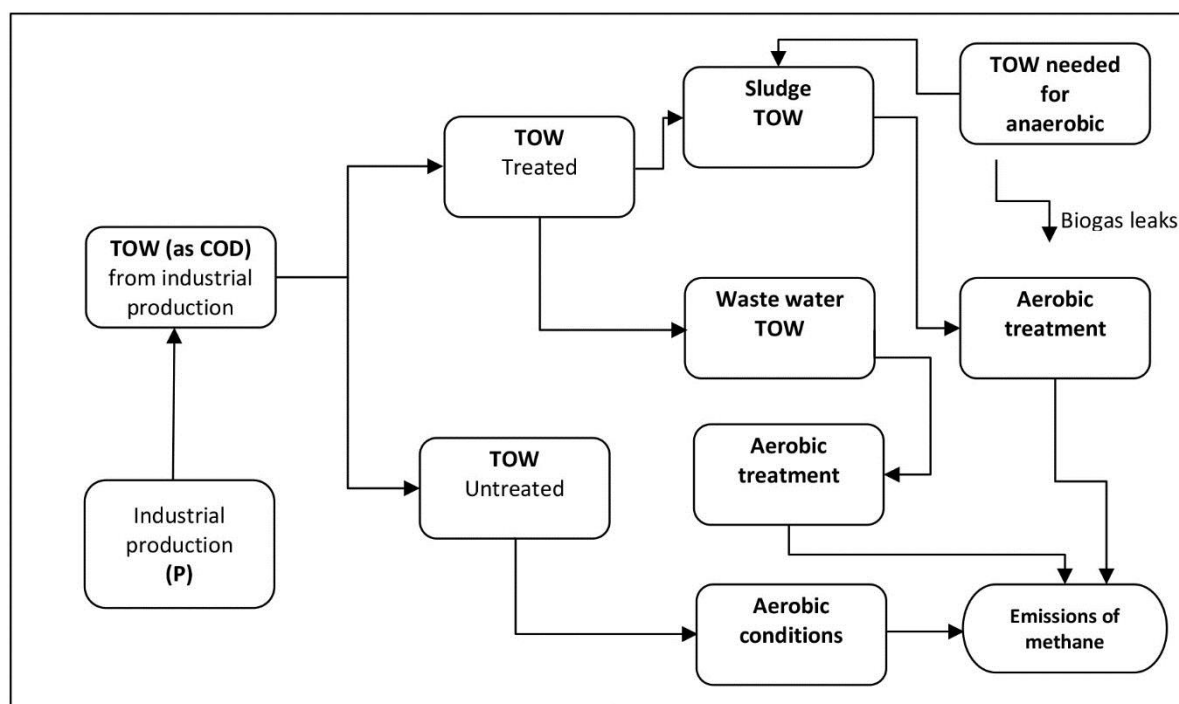 Sludge
TOW
TOW needed
for
anaerobic
TOW
Treated
Biogas leaks
TOW (as COD)
from industrial
production
Waste water
TOW
Aerobic
treatment
TOW
Untreated
Aerobic
treatment
Industrial
production
(P)
Aerobic
conditions
Emissions of
methane